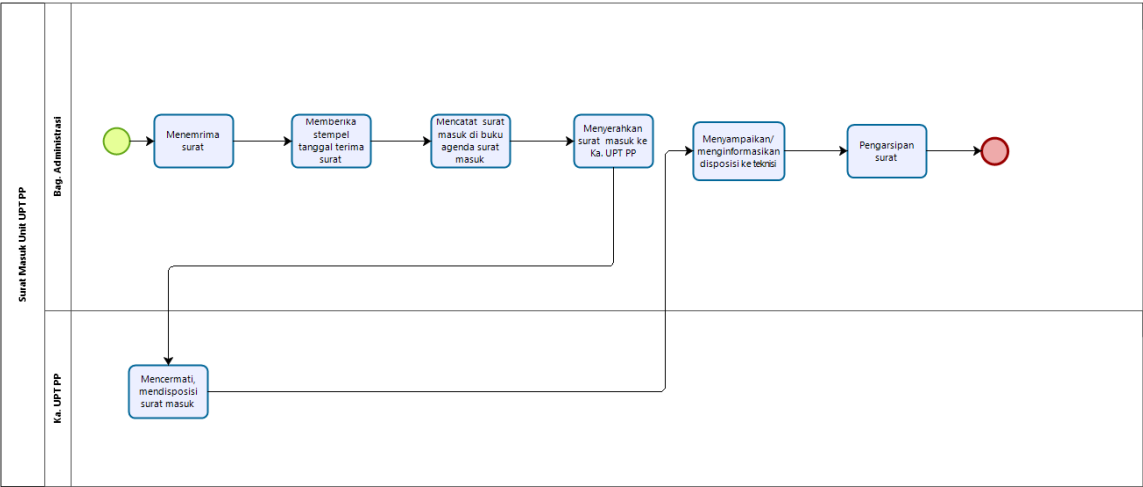 Surat Masuk Unit UPT PP
Bag. Administrasi
Menemrima
surat
Memberika
stempel
tanggal terima
surat
Mencatat surat
masuk di buku
agenda surat
masuk
Menyerahkan
surat masuk ke
Ka. UPT PP
Menyampaikan/
menginformasikan
disposisi ke teknisi
Pengarsipan
surat
Ka. UPT PP
Mencermati,
mendisposisi
surat masuk